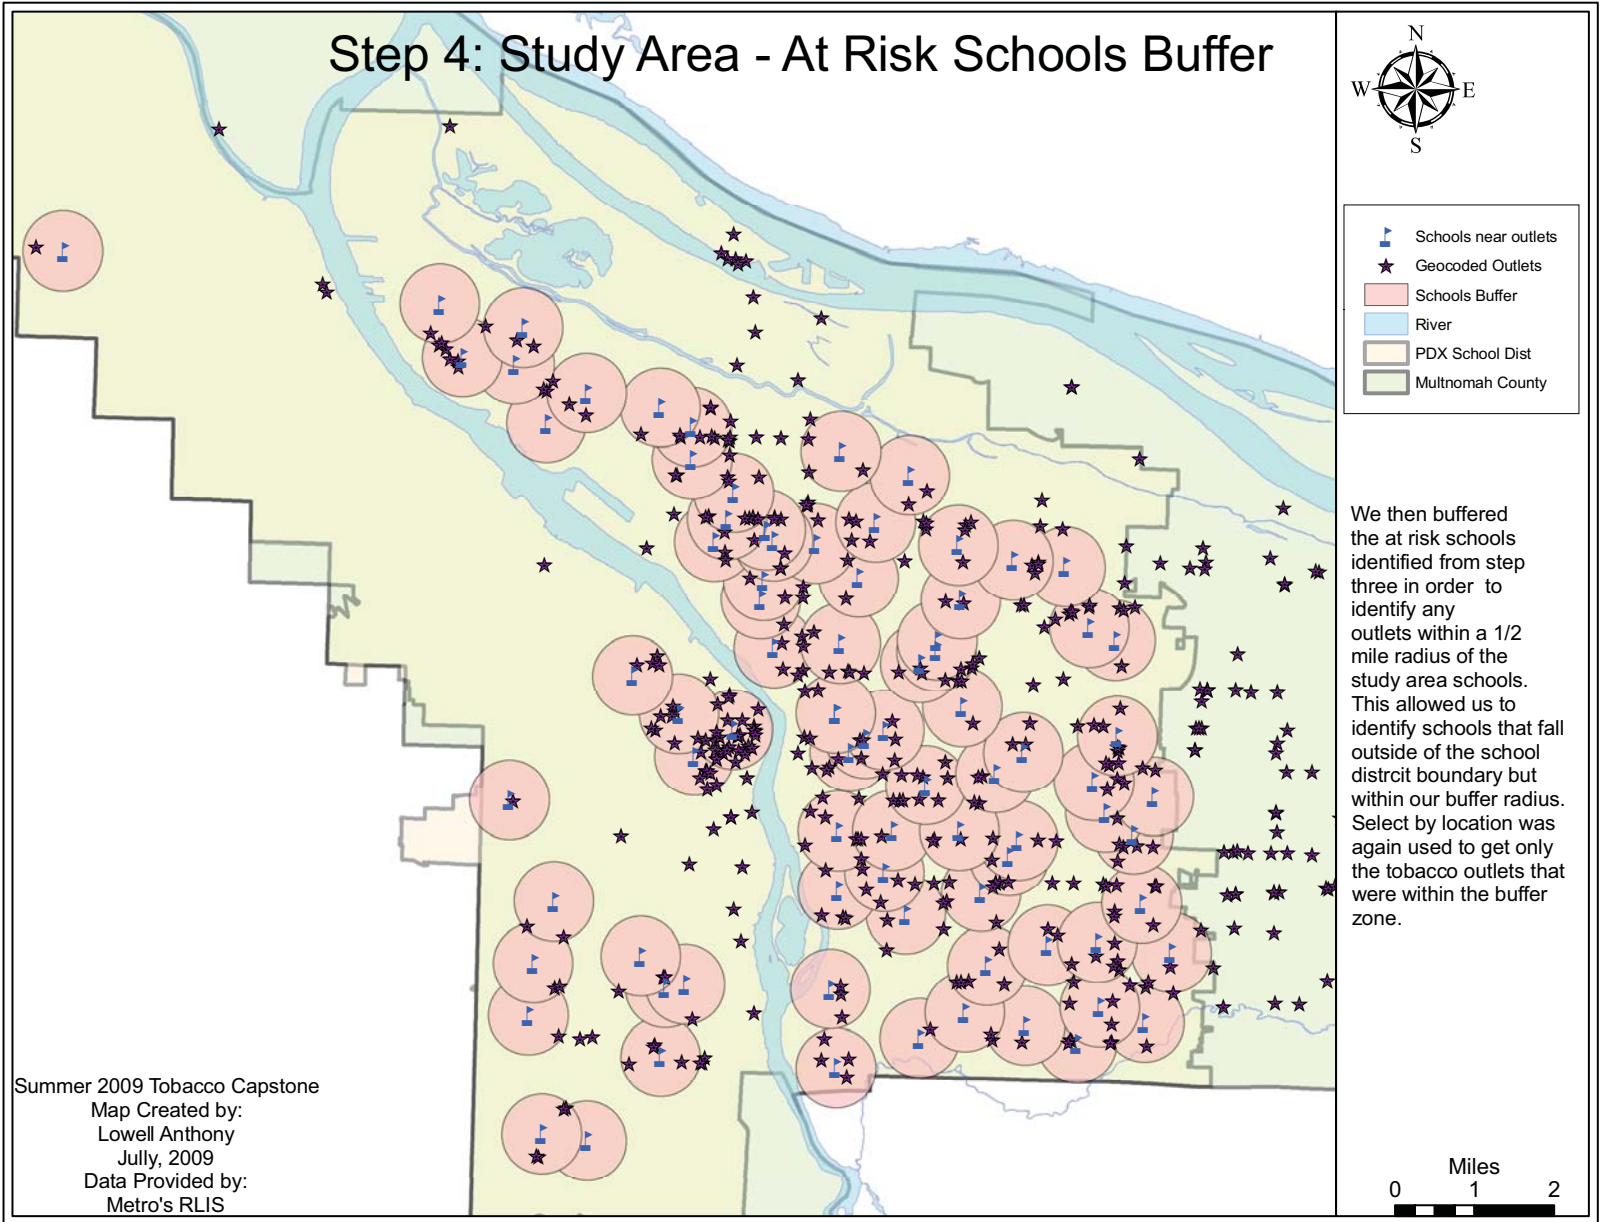 Step 4: Study Area - At Risk Schools Buffer
N
W
E
S
Schools near outlets
Geocoded Outlets
Schools Buffer
River
PDX School Dist
Multnomah County
We then buffered
the at risk schools
identified from step
three in order  to
identify any
outlets within a 1/2
mile radius of the
study area schools.
This allowed us to
identify schools that fall
outside of the school
distrcit boundary but
within our buffer radius.
Select by location was
again used to get only
the tobacco outlets that
were within the buffer
zone.
Summer 2009 Tobacco Capstone
Map Created by:
Lowell Anthony
Jully, 2009
Data Provided by:
Metro's RLIS
Miles
0 1 2